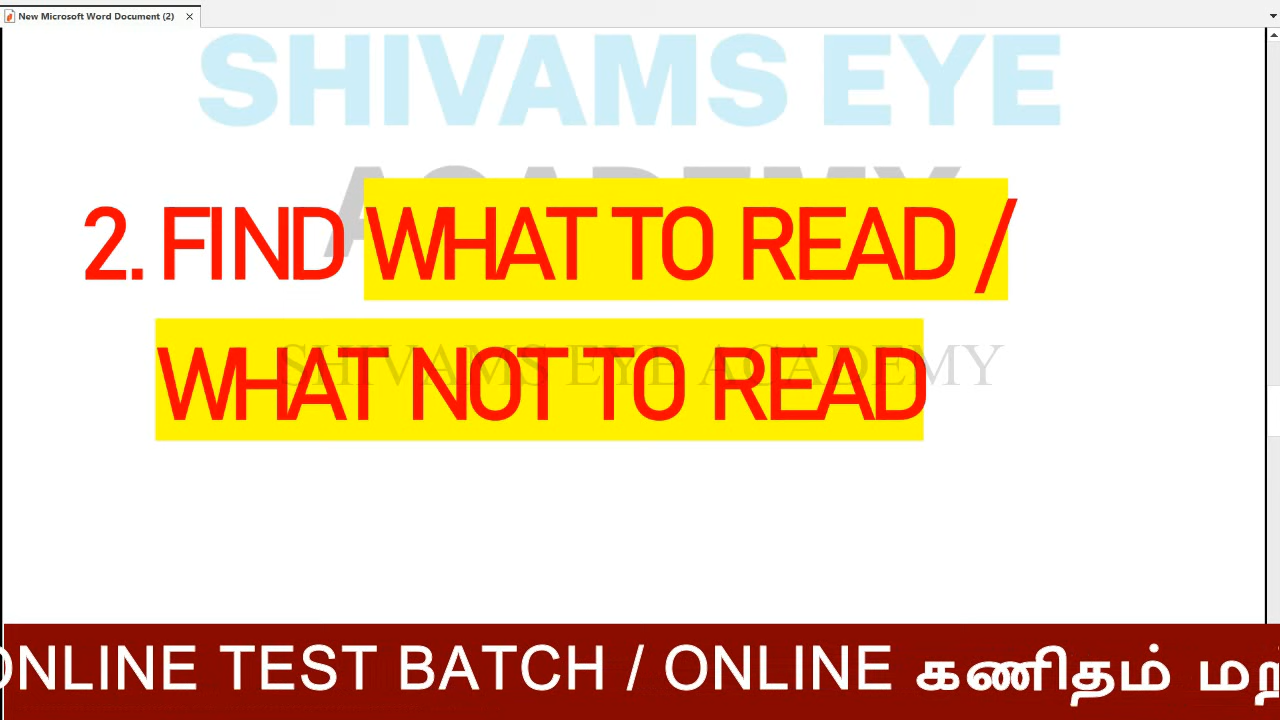 New Microsoft Word Document (2)
SHIVAMS EYE
ACADEMY
2. FIND WHAT TO READ /
WHAT NOT TO READ
SHIVAMS EYE ACADEMY
ONLINE TEST BATCH / ONLINE கணிதம்